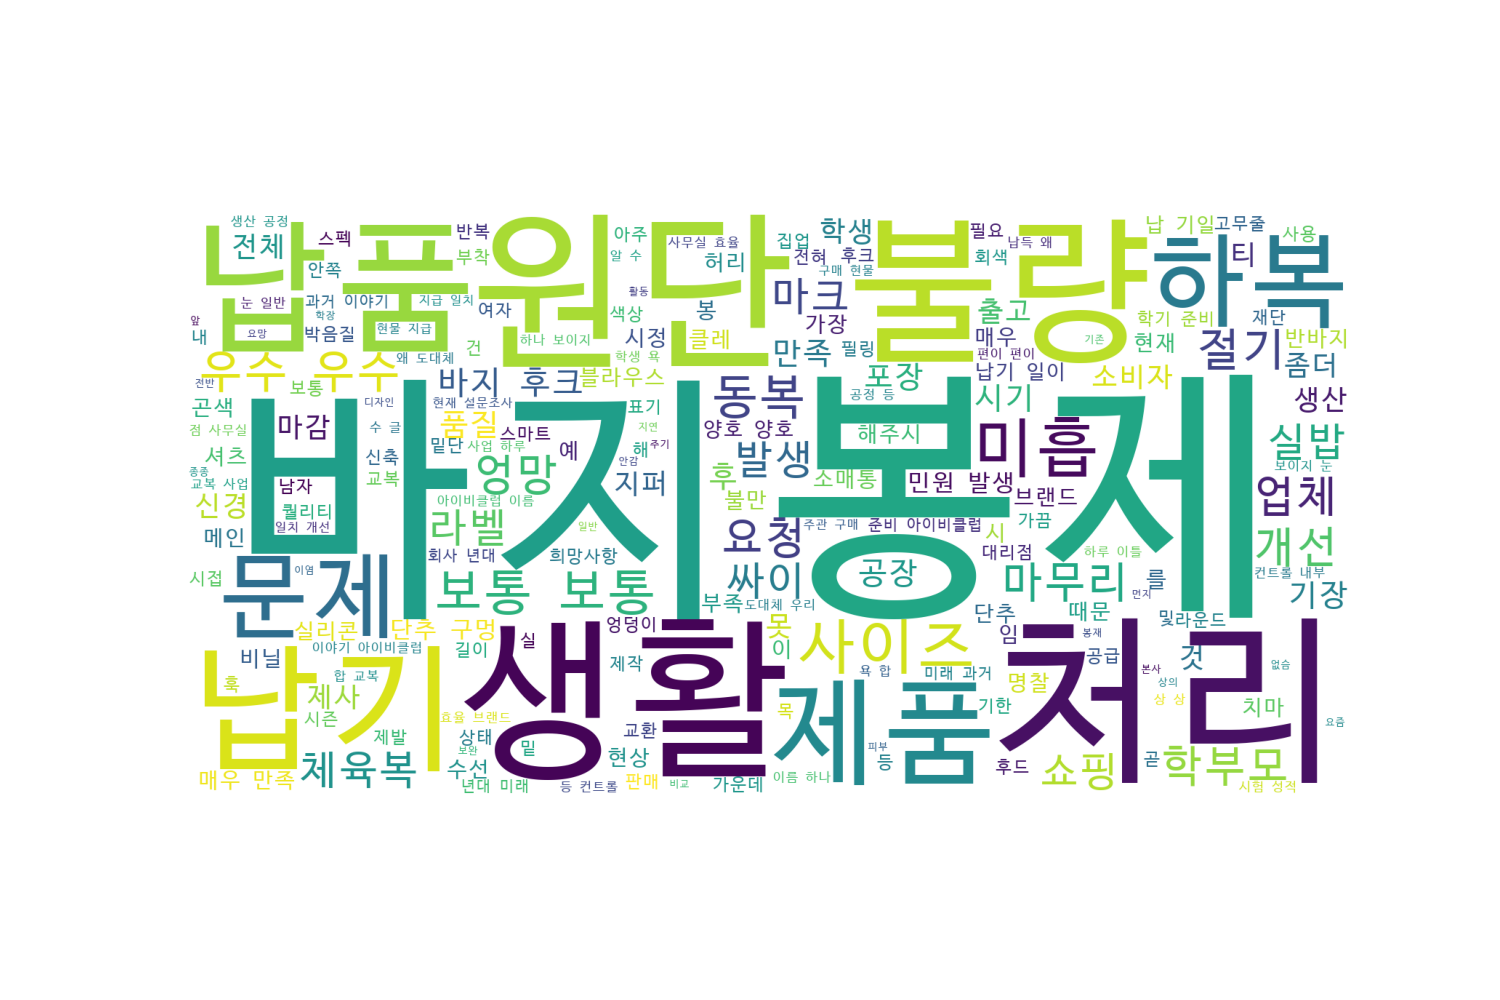 생산 공정
전체
스펙
반복
아주
사무실 효율
학생
필요
납득 왜
납 기일
고무줄
티
사용
납품
원단
불량
하복
안쪽
부착
알 수
허리
집업
전혀
후크
구매 현물
회색
눈 일반
과거 이야기
지급 일치
여자
활동
색상
봉
마크
가장
출고
매우
학기 준비
재단
앞
내
요망
학장
박음질
현물 지급
하나 보이지
시정
클레
만족
필링
편이 편이
현재
기존
절기
반바지
우수 우수
왜 도대체
건
학생 욕
블라우스
포장
납기 일이
소비자
좀더
전반
보통
바지
후크
동복
공정 등
시기
생산
곤색
디자인
현재 설문조사
표기
지연
마감
품질
스마트
양호 양호
해주시
미흡
실밥
점 사무실
수 글
밑단
사업 하루
해
주기
발생
셔츠
신축
예
안감
보이지 눈
종종
교복 사업
남자
교복
엉망
지퍼
후
소매통
민원 발생
업체
신경
아이비클럽 이름
불만
브랜드
바지
봉제
퀄리티
일치 개선
라벨
일반
요청
주관 구매
준비 아이비클럽
시
가끔
개선
메인
회사 년대
희망사항
대리점
하루 이틀
시접
이염
문제
보통 보통
싸이
공장
마무리
를
컨트롤 내부
기장
부족
도대체 우리
먼지
단추
때문
및라운드
실리콘
단추 구멍
실
엉덩이
못
사이즈
임
봉재
이야기 아이비클럽
비닐
길이
제작
이
공급
것
없음
본사
납기
생활
제품
처리
합 교복
욕 합
미래 과거
명찰
상의
훅
제사
시즌
효율 브랜드
목
기한
상 상
치마
제발
상태
밑
교환
요즘
보완
현상
피부
등
체육복
수선
후드
쇼핑
곧
학부모
매우 만족
년대 미래
등 컨트롤
판매
비교
가운데
이름 하나
시험 성적